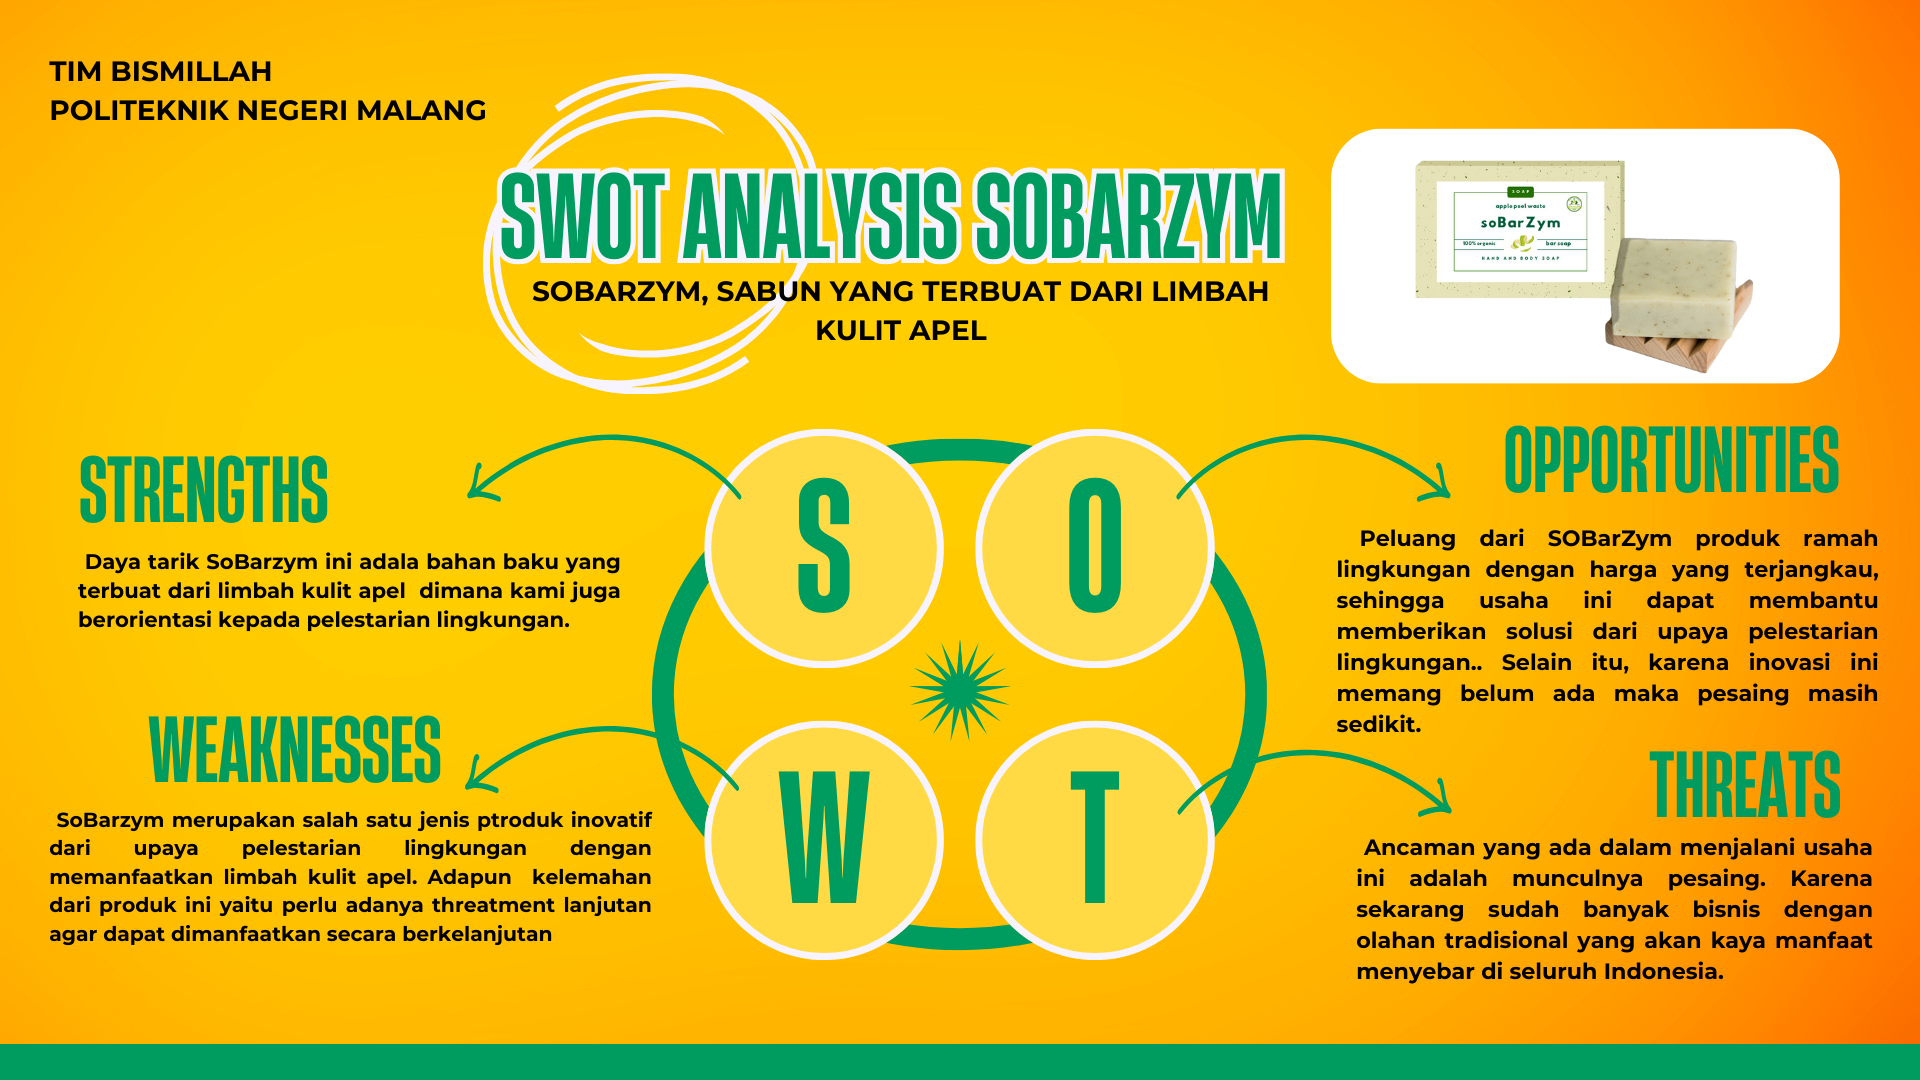 TIM BISMILLAH
POLITEKNIK NEGERI MALANG
SWOT ANALYSIS SOBARZYM
SOBARZYM, SABUN YANG TERBUAT DARI LIMBAH
KULIT APEL
SOAP
apple peel waste
soBarZym
100% organic
bar soap
HAND AND BODY SOAP
STRENGTHS
Daya tarik SoBarzym ini adala bahan baku yang
terbuat dari limbah kulit apel dimana kami juga
berorientasi kepada pelestarian lingkungan.
WEAKNESSES
SoBarzym merupakan salah satu jenis ptroduk inovatif
dari upaya pelestarian lingkungan dengan
memanfaatkan limbah kulit apel. Adapun kelemahan
dari produk ini yaitu perlu adanya threatment lanjutan
agar dapat dimanfaatkan secara berkelanjutan
S
O
W
T
OPPORTUNITIES
Peluang dari SOBarZym produk ramah
lingkungan dengan harga yang terjangkau,
sehingga usaha ini dapat membantu
memberikan solusi dari upaya pelestarian
lingkungan.. Selain itu, karena inovasi ini
memang belum ada maka pesaing masih
sedikit.
THREATS
Ancaman yang ada dalam menjalani usaha
ini adalah munculnya pesaing. Karena
sekarang sudah banyak bisnis dengan
olahan tradisional yang akan kaya manfaat
menyebar di seluruh Indonesia.